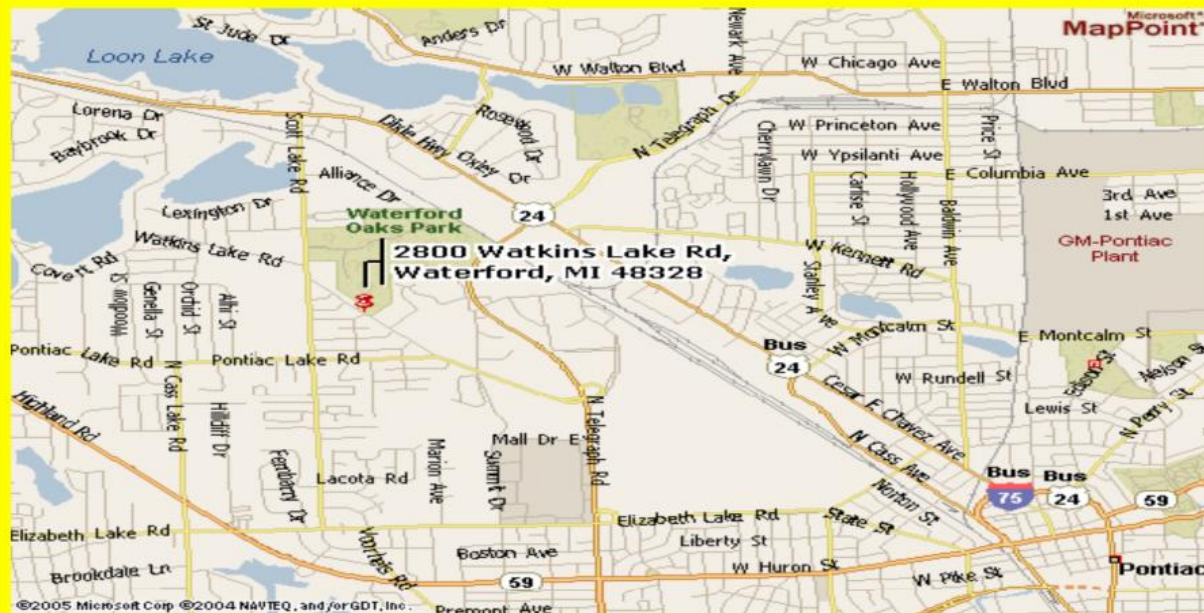 Microsoft®
MapPoint®
St Jude Dr
Anders Dr
Newark Ave
Loon Lake
W Walton Blvd
W Chicago Ave
E Walton Blvd
Lorena Dr
Baybrook Dr
Scott Lake Rd
Dixie Hwy
Rosewood Dr
Oxley Dr
N Telegraph Dr
Cherrylawn Dr
W Princeton Ave
Price St
W Ypsilanti Ave
E Columbia Ave
Alliance Dr
Carlisle St
Hollywood Ave
Baldwin Ave
3rd Ave
1st Ave
Lexington Dr
Waterford
Oaks Park
24
GM-Pontiac
Plant
Watkins Lake Rd
Covert Rd
2800 Watkins Lake Rd,
Waterford, MI 48328
W Kennett Rd
Stanley Ave
Woodbine St
Genella St
Orchid St
Alhi St
W Montcalm St
E Montcalm St
Pontiac Lake Rd
Pontiac Lake Rd
Bus
24
W Rundell St
Edison St
Nelson St
Highland Rd
N Cass Lake Rd
Hillcliff Dr
N Telegraph Rd
Cesar E Chavez Ave
Lewis St
N Perry St
Mall Dr E
Marion Ave
Summit Dr
N Cass Ave
Fernbarry Dr
Lacota Rd
Norton St
Bus
75
Bus
24
59
Elizabeth Lake Rd
Elizabeth Lake Rd
State St
Voorheis Rd
Boston Ave
Liberty St
Brookdale Ln
59
W Huron St
W Pike St
Pontiac
©2005 Microsoft Corp ©2004 NAVTEQ, and/or GDT, Inc.
Premont Ave